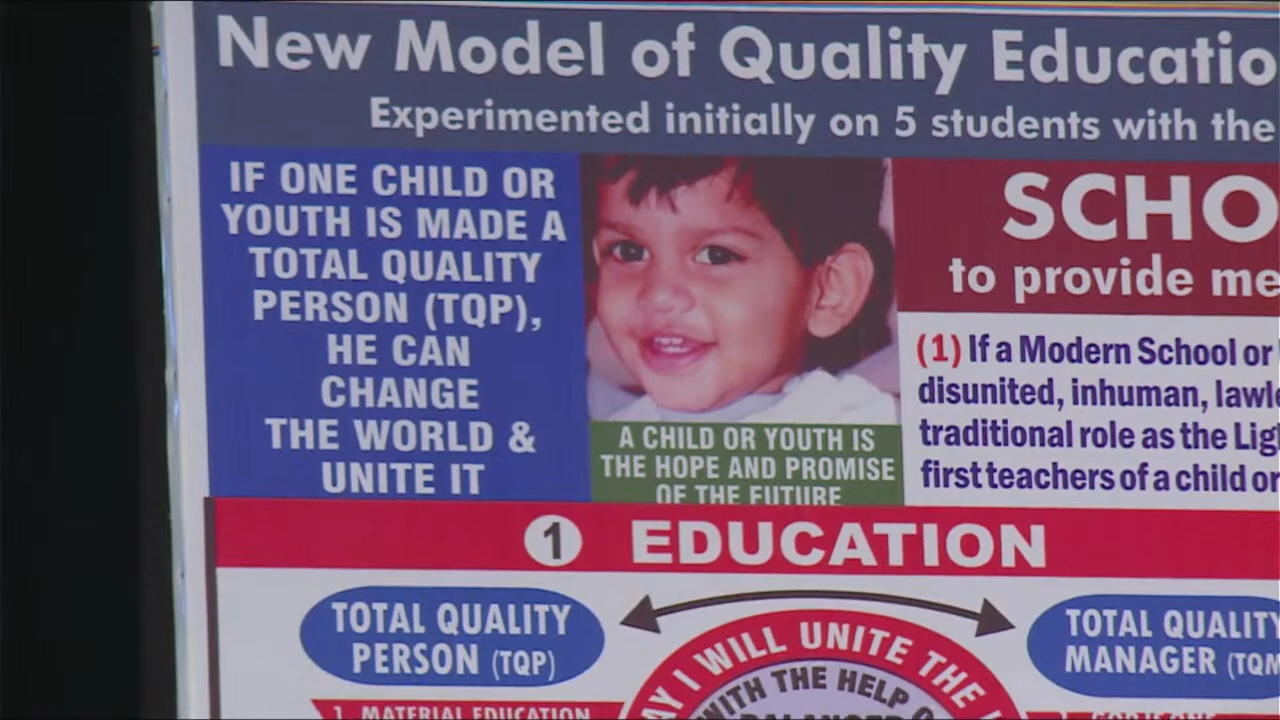 New Model of Quality Educatio
Experimented initially on 5 students with the
IF ONE CHILD OR
YOUTH IS MADE A
TOTAL QUALITY
PERSON (TQP),
HE CAN
CHANGE
THE WORLD &
UNITE IT
A CHILD OR YOUTH IS
THE HOPE AND PROMISE
OF THE FUTURE
SCHO
to provide me
(1) If a Modern School or
disunited, inhuman, lawle
traditional role as the Lig
first teachers of a child or
1 EDUCATION
TOTAL QUALITY
PERSON (TQP)
TOTAL QUALITY
MANAGER (TQM
AY I WILL UNITE THE
WITH THE HELP O
BALANCED
1. MATERIAL EDUCATION